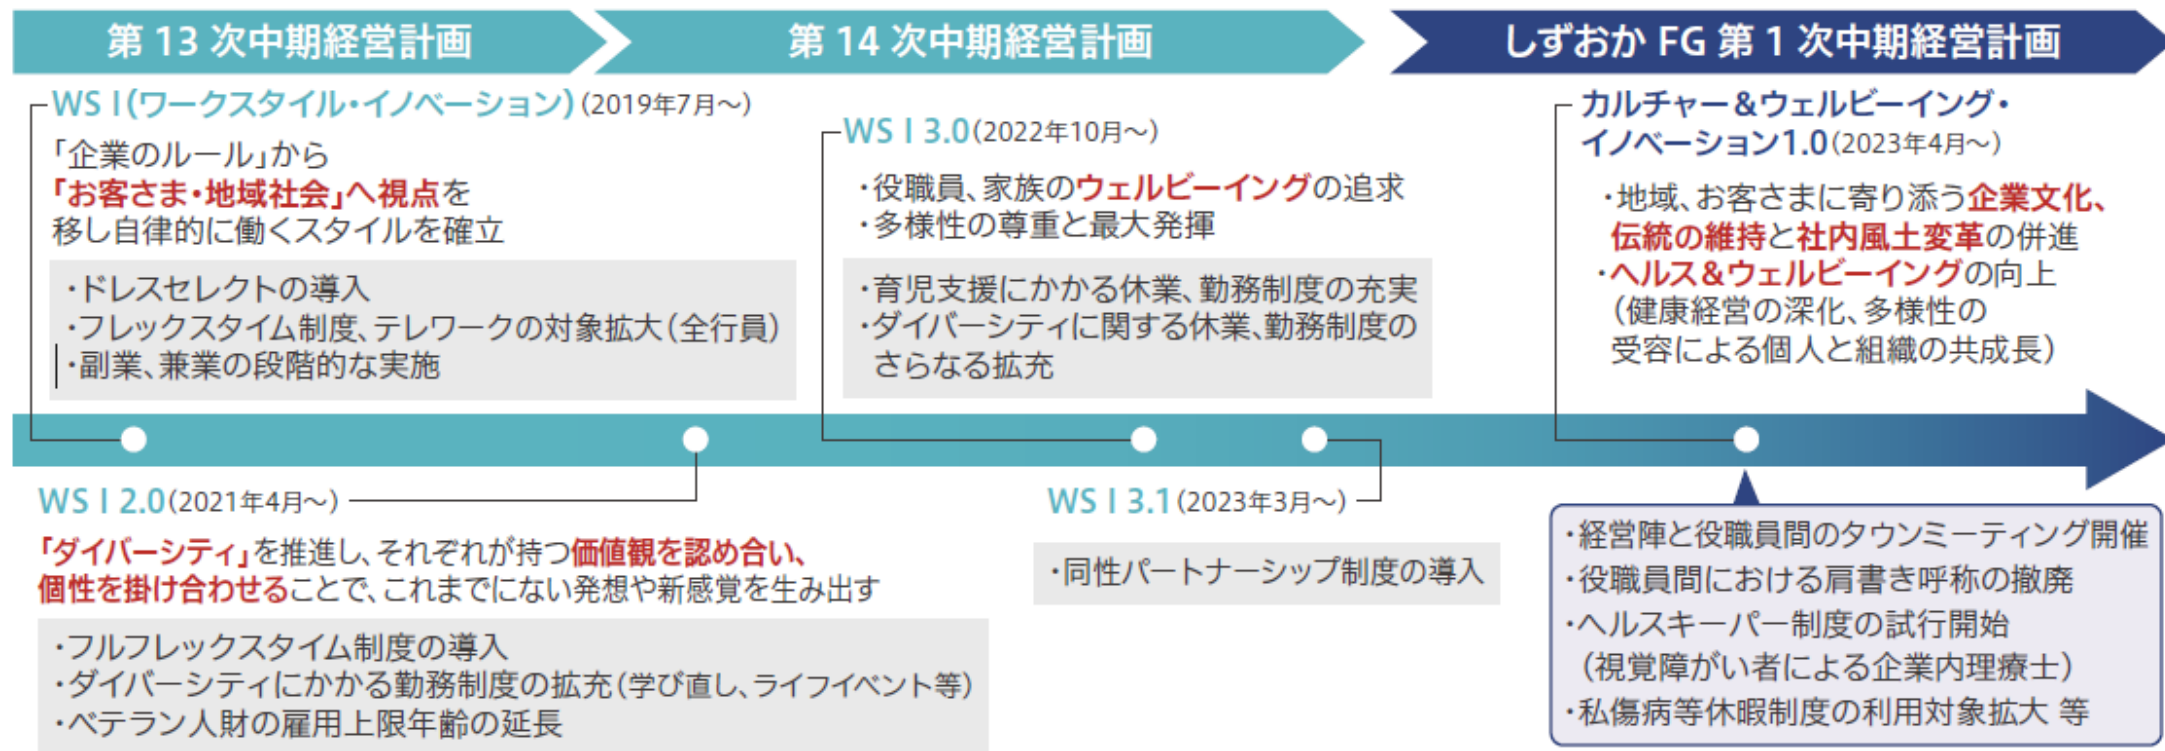 第 13 次中期経営計画
第 14 次中期経営計画
しずおか FG 第 1 次中期経営計画
WS I(ワークスタイル・イノベーション)(2019年7月～)
「企業のルール」から
「お客さま・地域社会」へ視点を
移し自律的に働くスタイルを確立
・ドレスセレクトの導入
・フレックスタイム制度、テレワークの対象拡大(全行員)
・副業、兼業の段階的な実施
WS I 3.0(2022年10月～)
・役職員、家族のウェルビーイングの追求
・多様性の尊重と最大発揮
・育児支援にかかる休業、勤務制度の充実
・ダイバーシティに関する休業、勤務制度の
さらなる拡充
カルチャー＆ウェルビーイング・
イノベーション1.0(2023年4月～)
・地域、お客さまに寄り添う企業文化、
伝統の維持と社内風土変革の併進
・ヘルス＆ウェルビーイングの向上
(健康経営の深化、多様性の
受容による個人と組織の共成長)
WS I 2.0(2021年4月～)
「ダイバーシティ」を推進し、それぞれが持つ価値観を認め合い、
個性を掛け合わせることで、これまでにない発想や新感覚を生み出す
・フルフレックスタイム制度の導入
・ダイバーシティにかかる勤務制度の拡充(学び直し、ライフイベント等)
・ベテラン人財の雇用上限年齢の延長
WS I 3.1(2023年3月～)
・同性パートナーシップ制度の導入
・経営陣と役職員間のタウンミーティング開催
・役職員間における肩書き呼称の撤廃
・ヘルスキーパー制度の試行開始
(視覚障がい者による企業内理療士)
・私傷病等休暇制度の利用対象拡大 等